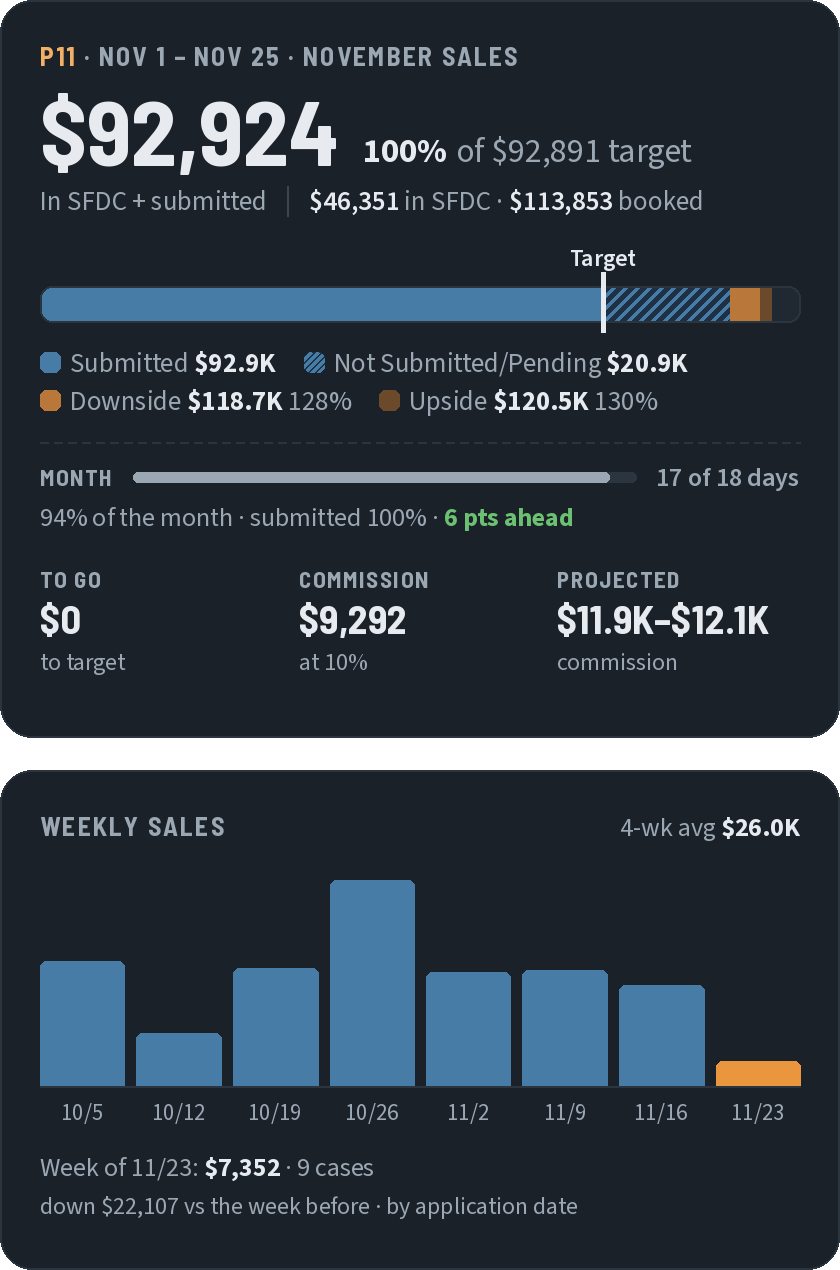 P11 · NOV 1 – NOV 25 · NOVEMBER SALES
$92,924 100% of $92,891 target
In SFDC + submitted $46,351 in SFDC · $113,853 booked
Target
Submitted $92.9K Not Submitted/Pending $20.9K
Downside $118.7K 128% Upside $120.5K 130%
MONTH 17 of 18 days
94% of the month · submitted 100% · 6 pts ahead
TO GO COMMISSION PROJECTED
$0 $9,292 $11.9K–$12.1K
to target at 10% commission
WEEKLY SALES 4-wk avg $26.0K
10/5 10/12 10/19 10/26 11/2 11/9 11/16 11/23
Week of 11/23: $7,352 · 9 cases
down $22,107 vs the week before · by application date